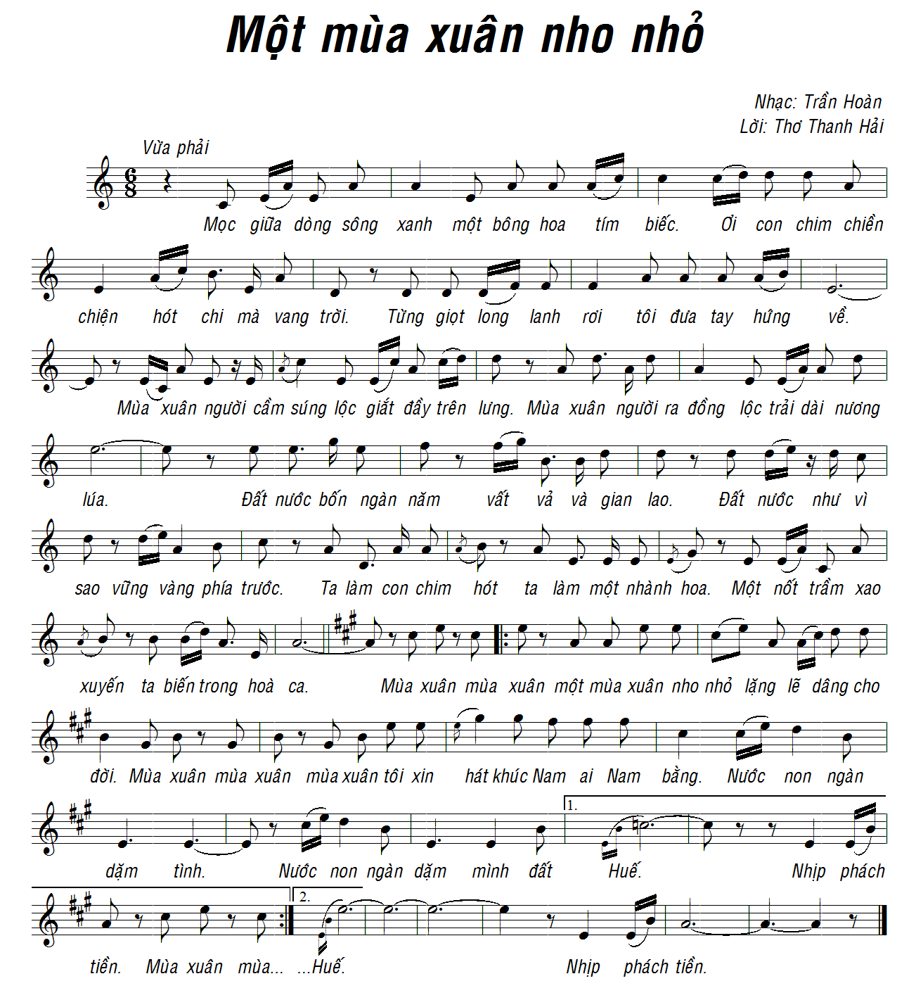 Một mùa xuân nho nhỏ
Nhạc: Trần Hoàn
Lời: Thơ Thanh Hải
Vừa phải
6
8
Mọc giữa dòng sông xanh một bông hoa tím biếc. Ơi con chim chiền
chiện hót chi mà vang trời. Từng giọt long lanh rơi tôi đưa tay hứng về.
Mùa xuân người cầm súng lộc giắt đầy trên lưng. Mùa xuân người ra đồng lộc trải dài nương
lúa. Đất nước bốn ngàn năm vất vả và gian lao. Đất nước như vì
sao vững vàng phía trước. Ta làm con chim hót ta làm một nhành hoa. Một nốt trầm xao
xuyến ta biến trong hoà ca. Mùa xuân mùa xuân một mùa xuân nho nhỏ lặng lẽ dâng cho
đời. Mùa xuân mùa xuân mùa xuân tôi xin hát khúc Nam ai Nam bằng. Nước non ngàn
1.
dặm tình. Nước non ngàn dặm mình đất Huế. Nhịp phách
2.
tiền. Mùa xuân mùa... ...Huế. Nhịp phách tiền.